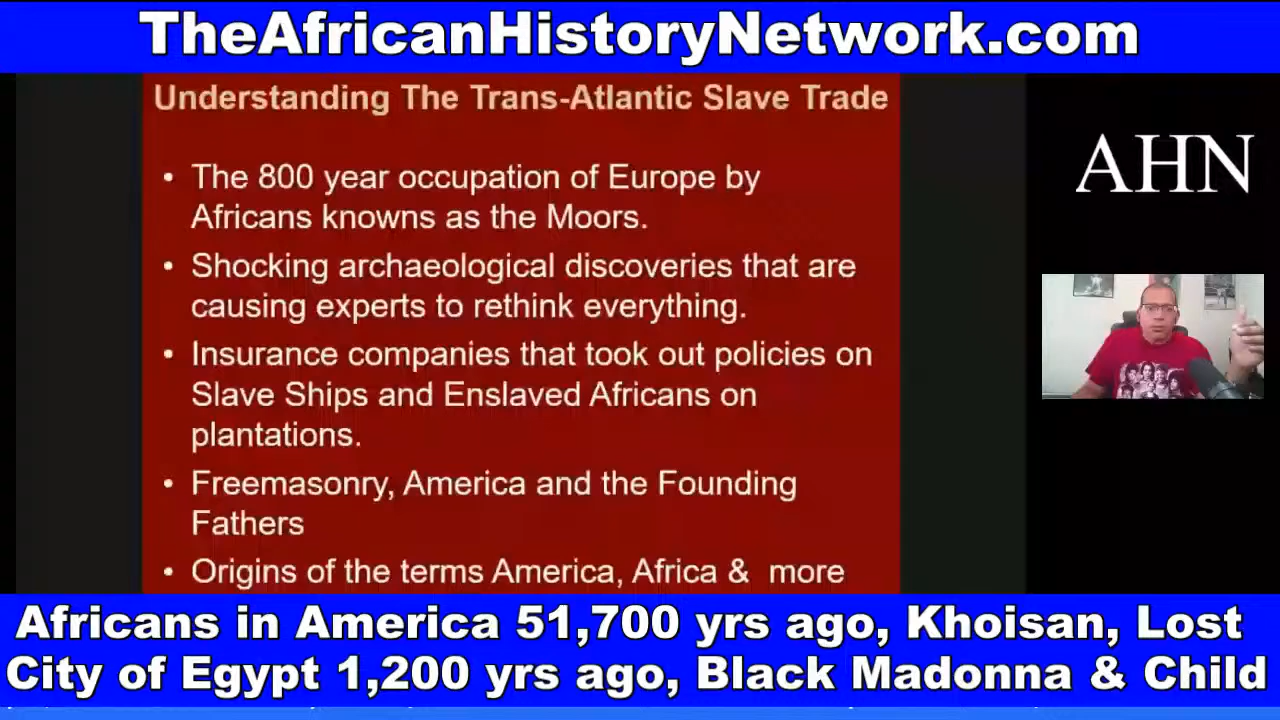 TheAfricanHistoryNetwork.com
Understanding The Trans-Atlantic Slave Trade
• The 800 year occupation of Europe by
Africans knowns as the Moors.
• Shocking archaeological discoveries that are
causing experts to rethink everything.
• Insurance companies that took out policies on
Slave Ships and Enslaved Africans on
plantations.
• Freemasonry, America and the Founding
Fathers
• Origins of the terms America, Africa & more
AHN
Africans in America 51,700 yrs ago, Khoisan, Lost
City of Egypt 1,200 yrs ago, Black Madonna & Child